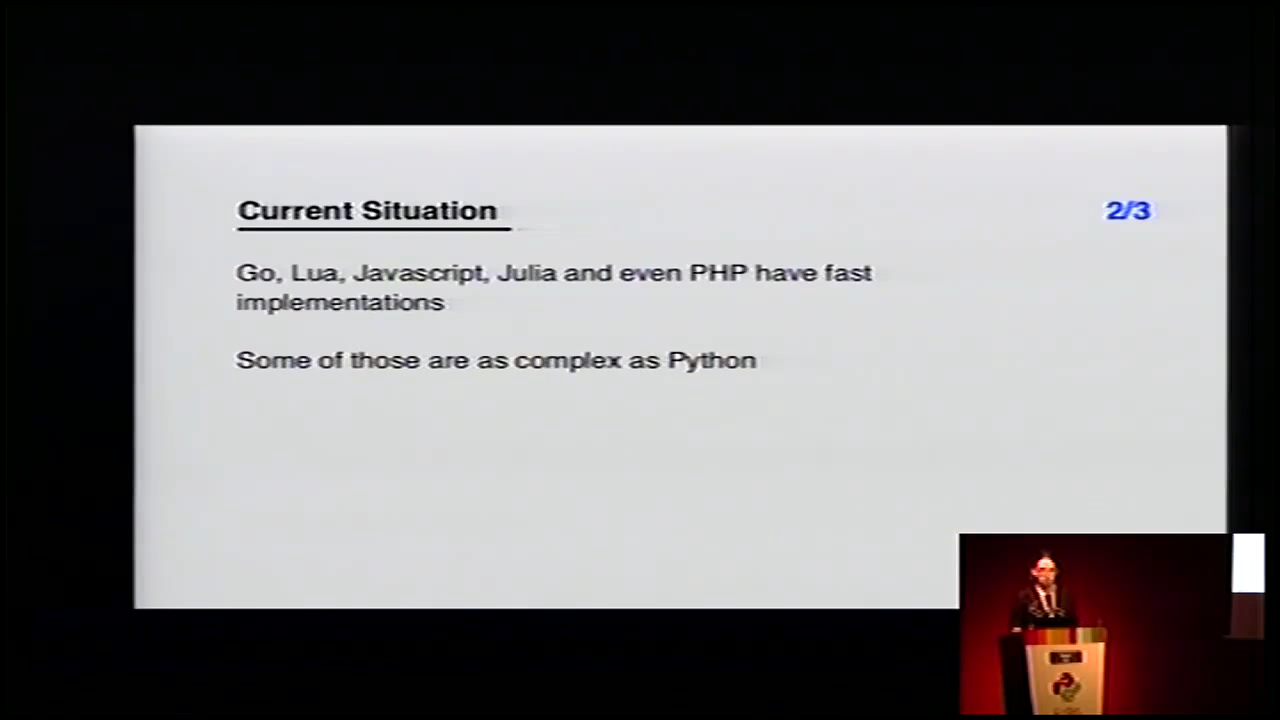 Current Situation
2/3
Go, Lua, Javascript, Julia and even PHP have fast
implementations
Some of those are as complex as Python